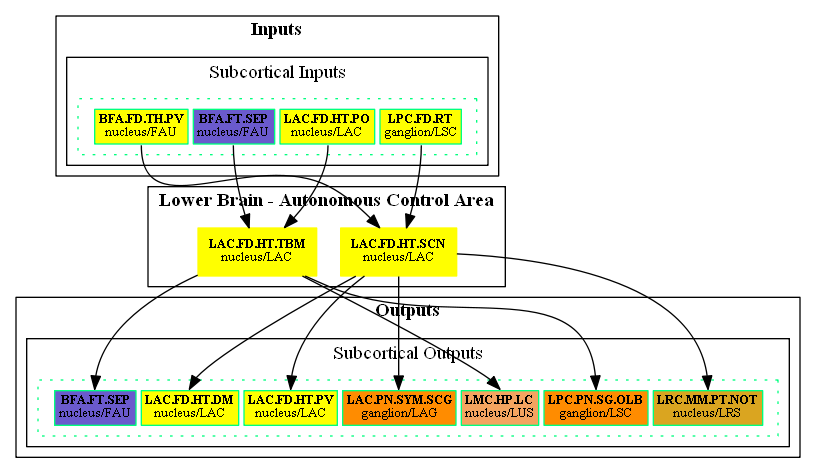 Inputs
Subcortical Inputs
BFA.FD.TH.PV
nucleus/FAU
BFA.FT.SEP
nucleus/FAU
LAC.FD.HT.PO
nucleus/LAC
LPC.FD.RT
ganglion/LSC
Lower Brain - Autonomous Control Area
LAC.FD.HT.TBM
nucleus/LAC
LAC.FD.HT.SCN
nucleus/LAC
Outputs
Subcortical Outputs
BFA.FT.SEP
nucleus/FAU
LAC.FD.HT.DM
nucleus/LAC
LAC.FD.HT.PV
nucleus/LAC
LAC.PN.SYM.SCG
ganglion/LAG
LMC.HP.LC
nucleus/LUS
LPC.PN.SG.OLB
ganglion/LSC
LRC.MM.PT.NOT
nucleus/LRS